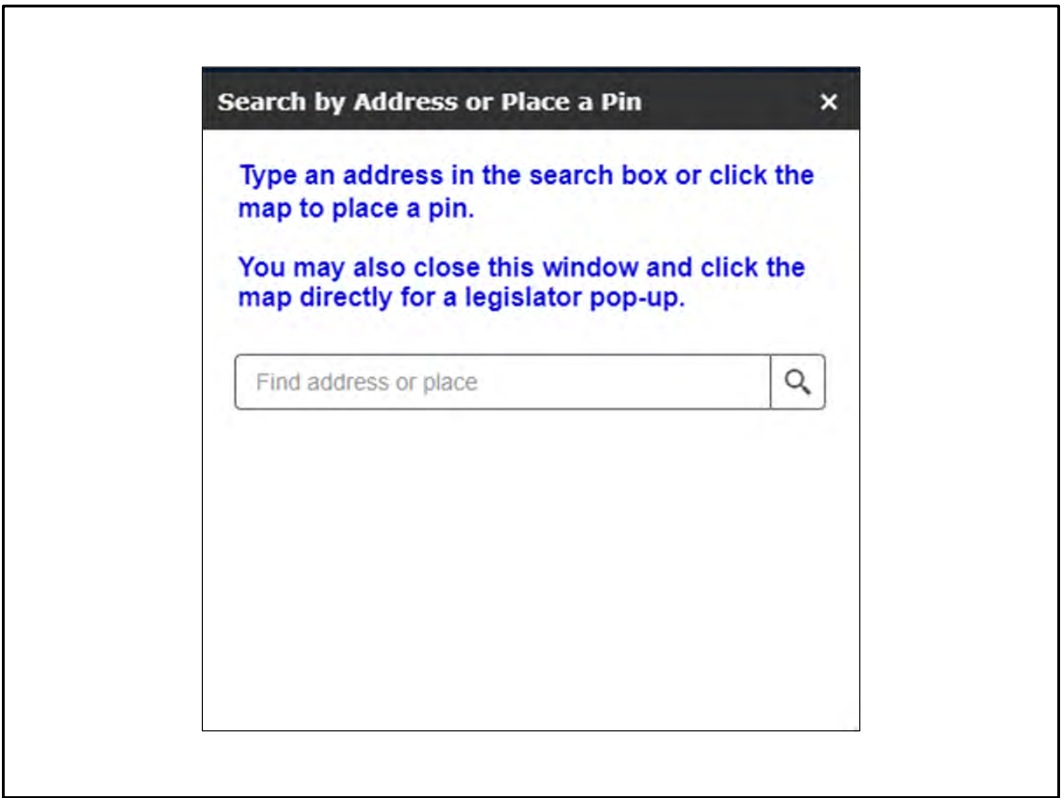 Search by Address or Place a Pin ×
Type an address in the search box or click the
map to place a pin.
You may also close this window and click the
map directly for a legislator pop-up.
Find address or place